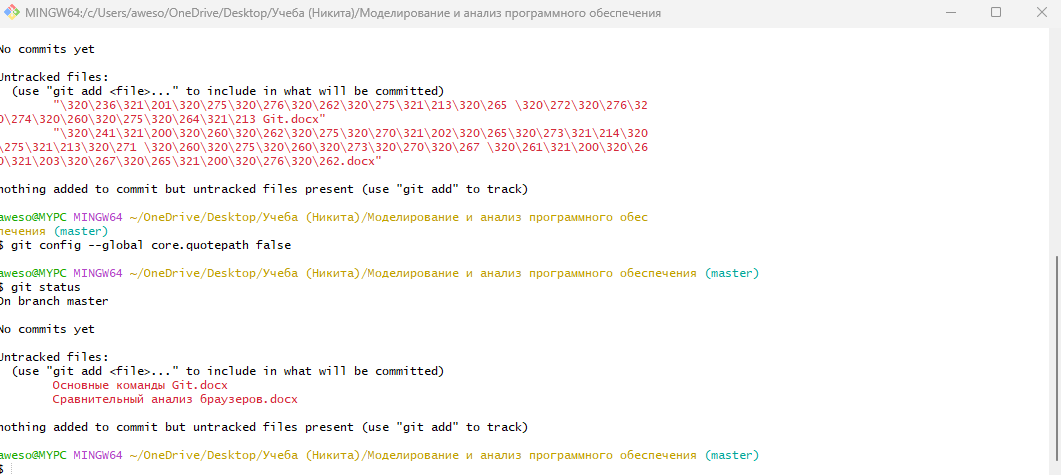 MINGW64:/c/Users/aweso/OneDrive/Desktop/Учеба (Никита)/Моделирование и анализ программного обеспечения
No commits yet
Untracked files:
(use "git add <file>..." to include in what will be committed)
"\320\236\321\201\320\275\320\276\320\262\320\275\321\213\320\265 \320\272\320\276\32
0\274\320\260\320\275\320\264\321\213 Git.docx"
"\320\241\321\200\320\260\320\262\320\275\320\270\321\202\320\265\320\273\321\214\320
\275\321\213\320\271 \320\260\320\275\320\260\320\273\320\270\320\267 \320\261\321\200\320\26
0\321\203\320\267\320\265\321\200\320\276\320\262.docx"
nothing added to commit but untracked files present (use "git add" to track)
aweso@MYPC MINGW64 ~/OneDrive/Desktop/Учеба (Никита)/Моделирование и анализ программного обес
печения (master)
$ git config --global core.quotepath false
aweso@MYPC MINGW64 ~/OneDrive/Desktop/Учеба (Никита)/Моделирование и анализ программного обеспечения (master)
$ git status
On branch master
No commits yet
Untracked files:
(use "git add <file>..." to include in what will be committed)
Основные команды Git.docx
Сравнительный анализ браузеров.docx
nothing added to commit but untracked files present (use "git add" to track)
aweso@MYPC MINGW64 ~/OneDrive/Desktop/Учеба (Никита)/Моделирование и анализ программного обеспечения (master)
$